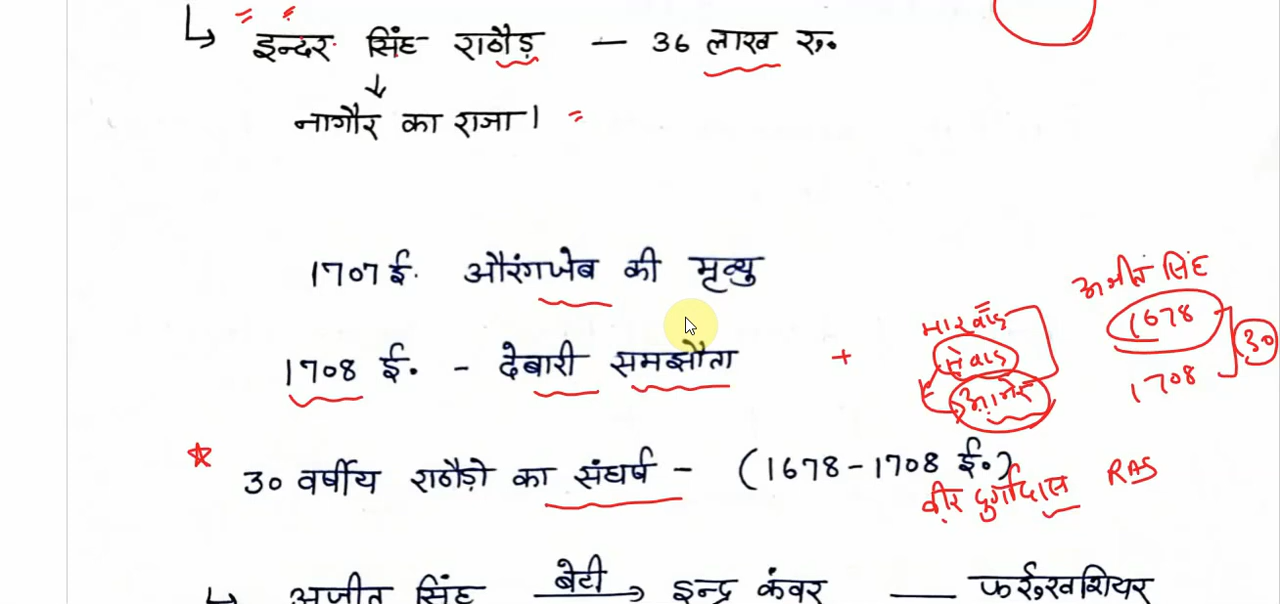 इन्दर सिंह राठौड़ — 36 लाख रु.
नागौर का राजा।
1707 ई. औरंगजेब की मृत्यु
1708 ई. - देबारी समझौता +
मारवाड़
मेवाड़
आमेर
अजीत सिंह
1678
1708
30
30 वर्षीय राठौड़ो का संघर्ष - (1678-1708 ई.)
वीर दुर्गादास RAS
अजीत सिंह बेटी→ इन्द्र कंवर — फर्रुखशियर